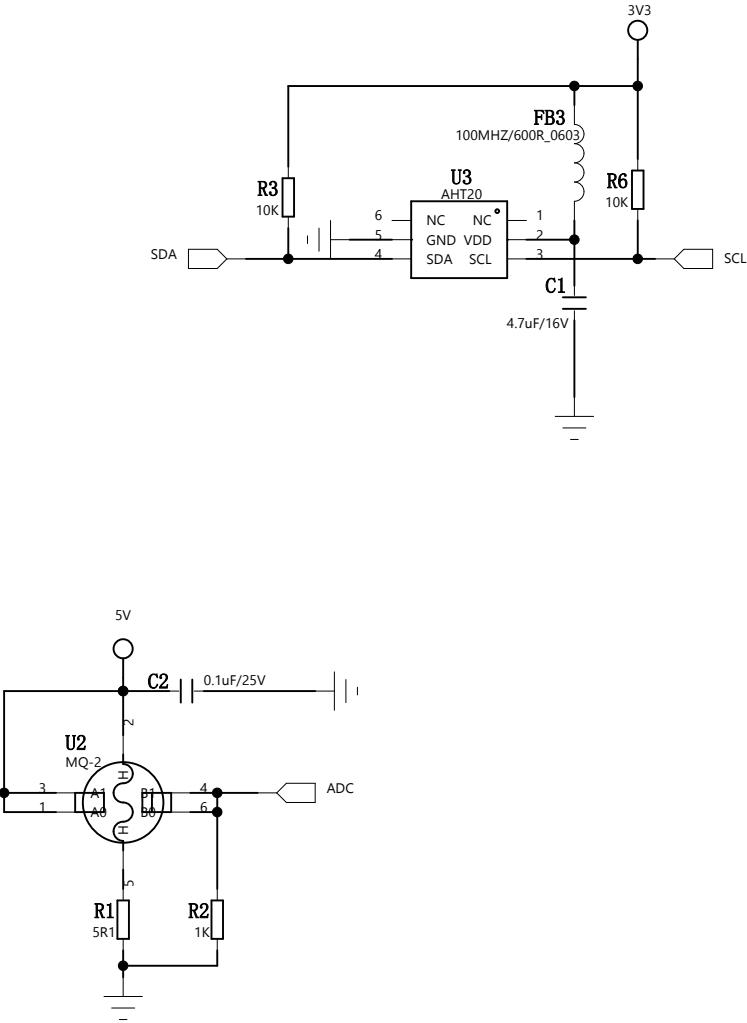 3V3
FB3
100MHZ/600R_0603
U3
AHT20
R3
10K
R6
10K
6 NC NC 1
5 GND VDD 2
4 SDA SCL 3
SDA
SCL
C1
4.7uF/16V
5V
C2 0.1uF/25V
2
U2
MQ-2
H
3 A1 B1 4
ADC
1 A0 B0 6
H
5
R1
5R1
R2
1K